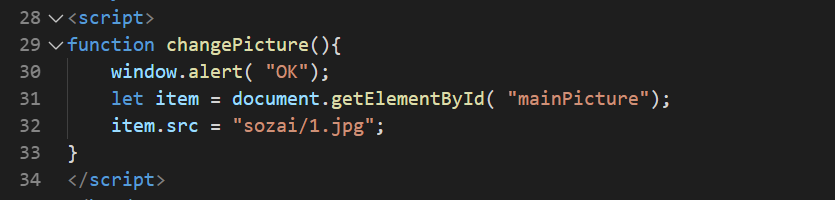 28 <script>
29 function changePicture(){
30 window.alert( "OK");
31 let item = document.getElementById( "mainPicture");
32 item.src = "sozai/1.jpg";
33 }
34 </script>